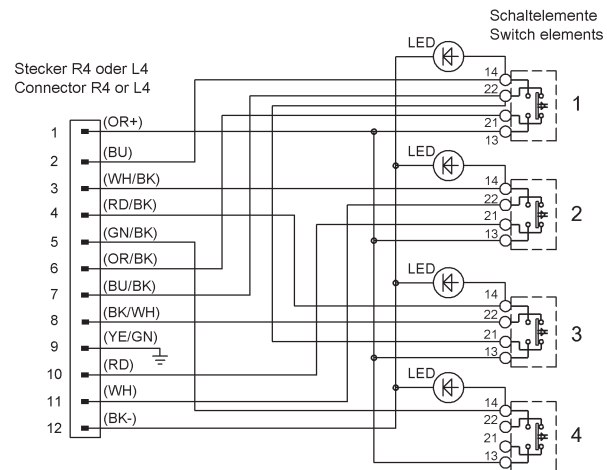 Schaltelemente
Switch elements
Stecker R4 oder L4
Connector R4 or L4
1 (OR+)
2 (BU)
3 (WH/BK)
4 (RD/BK)
5 (GN/BK)
6 (OR/BK)
7 (BU/BK)
8 (BK/WH)
9 (YE/GN)
10 (RD)
11 (WH)
12 (BK-)
LED
14
22
21
13
1
LED
14
22
21
13
2
LED
14
22
21
13
3
LED
14
22
21
13
4